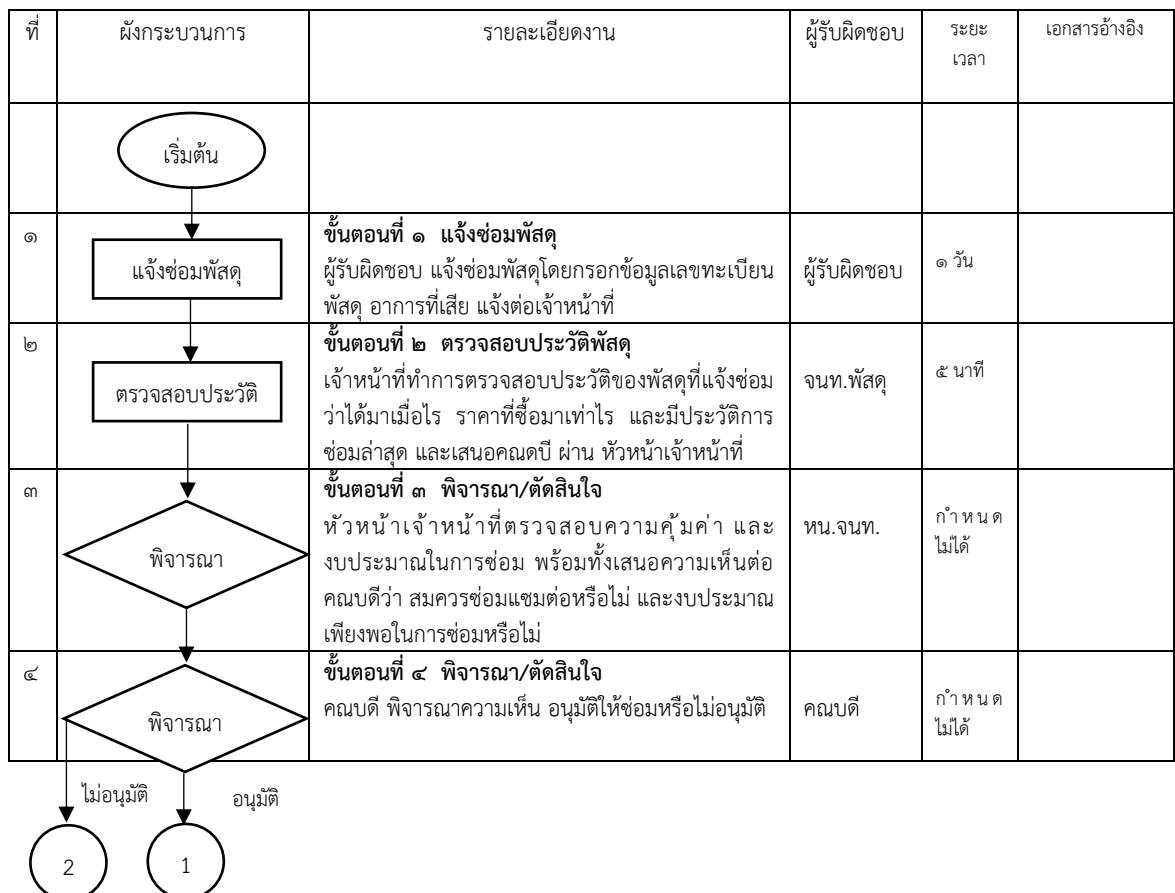 ที่ ผังกระบวนการ รายละเอียดงาน ผู้รับผิดชอบ ระยะ เอกสารอ้างอิง
เวลา
เริ่มต้น
๑
แจ้งซ่อมพัสดุ
ขั้นตอนที่ ๑ แจ้งซ่อมพัสดุ
ผู้รับผิดชอบ แจ้งซ่อมพัสดุโดยกรอกข้อมูลเลขทะเบียน
พัสดุ อาการที่เสีย แจ้งต่อเจ้าหน้าที่
ผู้รับผิดชอบ
๑ วัน
๒
ตรวจสอบประวัติ
ขั้นตอนที่ ๒ ตรวจสอบประวัติพัสดุ
เจ้าหน้าที่ทำการตรวจสอบประวัติของพัสดุที่แจ้งซ่อม
ว่าได้มาเมื่อไร ราคาที่ซื้อมาเท่าไร และมีประวัติการ
ซ่อมล่าสุด และเสนอคณดบี ผ่าน หัวหน้าเจ้าหน้าที่
จนท.พัสดุ
๕ นาที
๓
พิจารณา
ขั้นตอนที่ ๓ พิจารณา/ตัดสินใจ
หัวหน้าเจ้าหน้าที่ตรวจสอบความคุ้มค่า และ
งบประมาณในการซ่อม พร้อมทั้งเสนอความเห็นต่อ
คณบดีว่า สมควรซ่อมแซมต่อหรือไม่ และงบประมาณ
เพียงพอในการซ่อมหรือไม่
หน.จนท.
กำหนด
ไม่ได้
๔
พิจารณา
ขั้นตอนที่ ๔ พิจารณา/ตัดสินใจ
คณบดี พิจารณาความเห็น อนุมัติให้ซ่อมหรือไม่อนุมัติ
คณบดี
กำหนด
ไม่ได้
ไม่อนุมัติ อนุมัติ
2 1